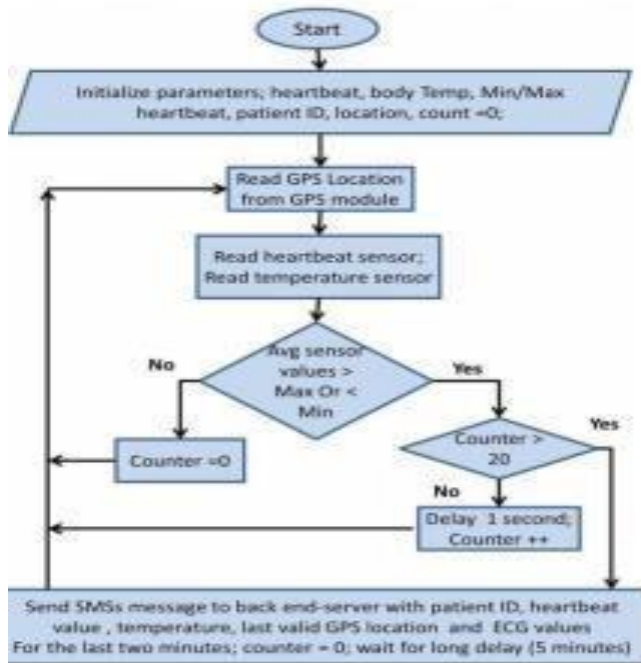 Start
Initialize parameters; heartbeat, body Temp, Min/Max
heartbeat, patient ID, location, count =0;
Read GPS Location
from GPS module
Read heartbeat sensor;
Read temperature sensor
Avg sensor
values >
Max Or <
Min
No
Yes
Counter =0
Counter >
20
Yes
No
Delay 1 second;
Counter ++
Send SMSs message to back end-server with patient ID, heartbeat
value , temperature, last valid GPS location and ECG values
For the last two minutes; counter = 0; wait for long delay (5 minutes)